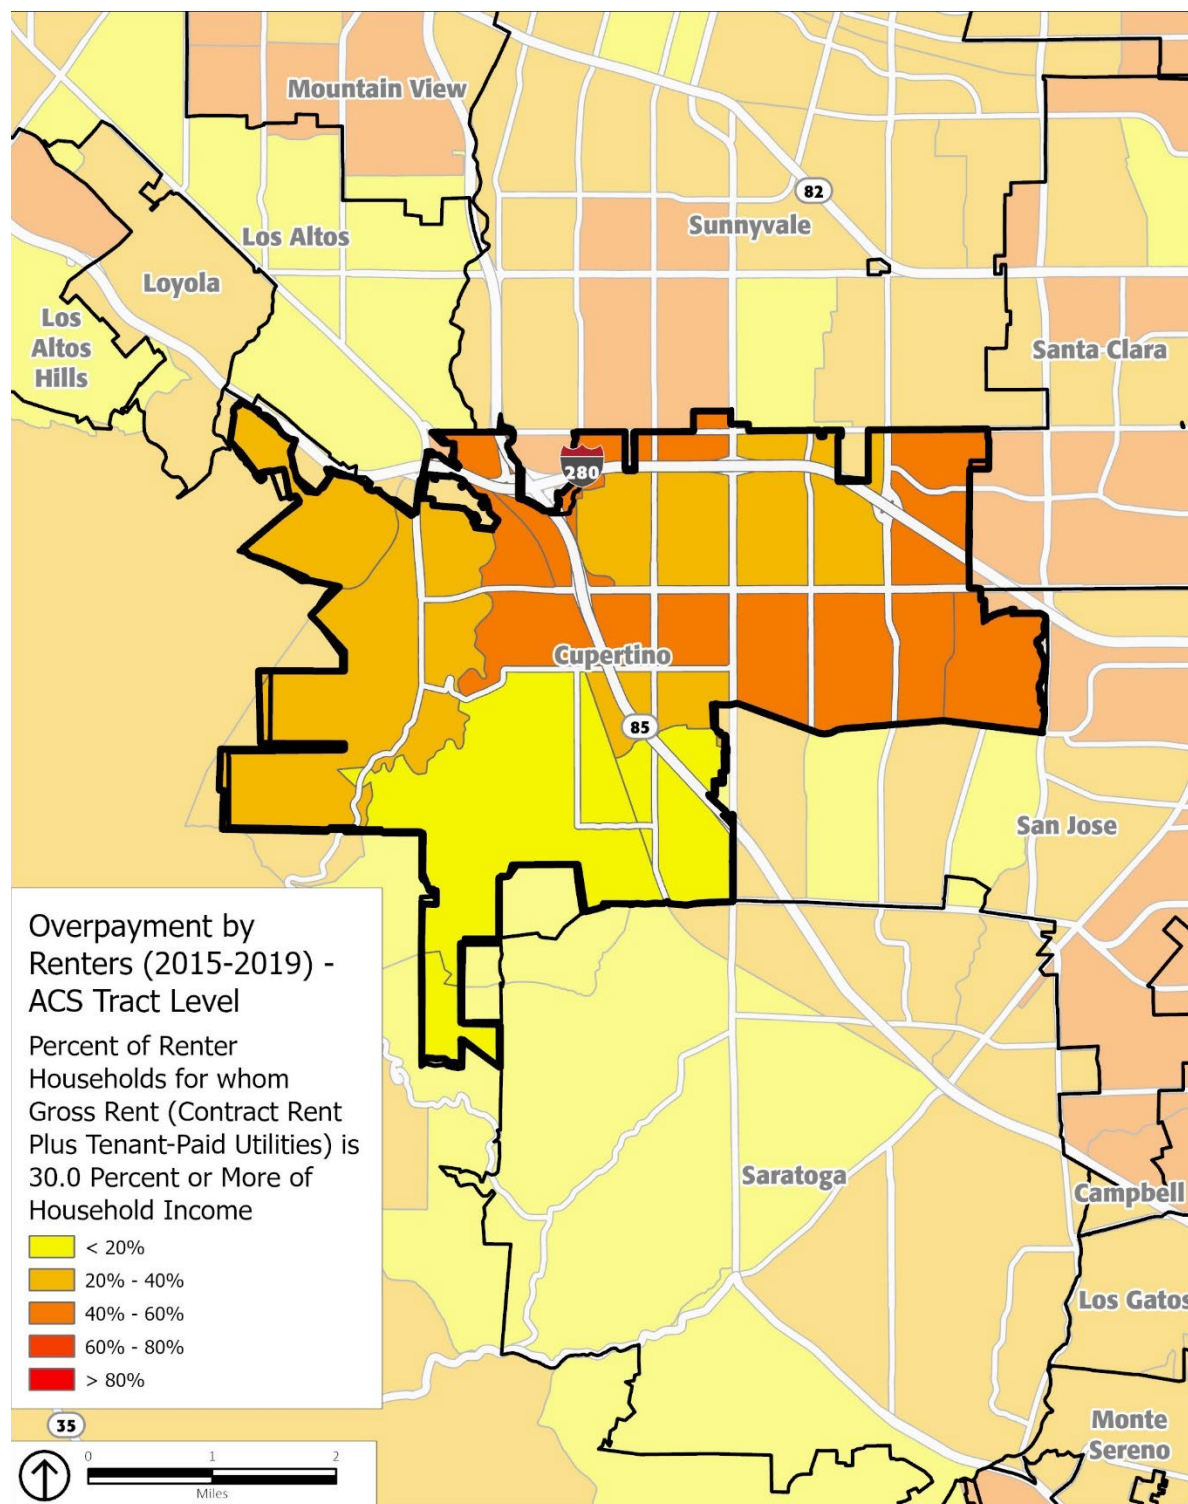 Mountain View
82
Sunnyvale
Los Altos
Loyola
Los
Altos
Hills
Santa Clara
280
Cupertino
85
San Jose
Overpayment by
Renters (2015-2019) -
ACS Tract Level
Percent of Renter
Households for whom
Gross Rent (Contract Rent
Plus Tenant-Paid Utilities) is
30.0 Percent or More of
Household Income
< 20%
20% - 40%
40% - 60%
60% - 80%
> 80%
Saratoga
Campbell
Los Gatos
Monte
Sereno
35
0 1 2
Miles